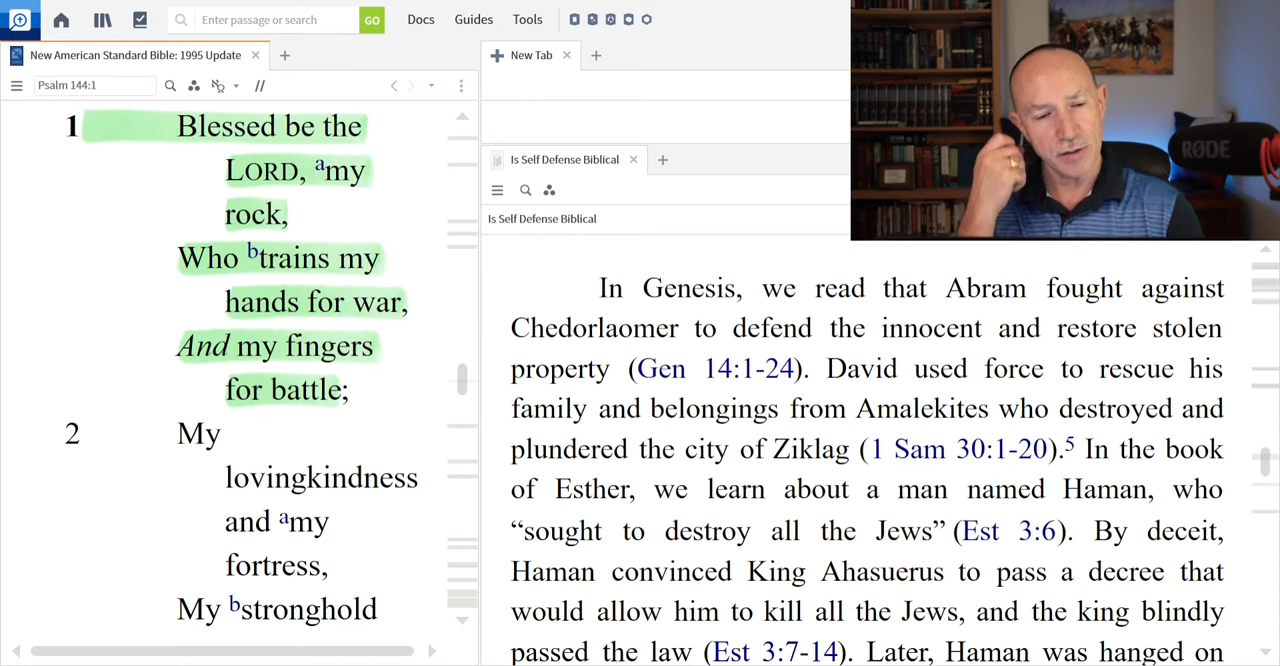 Enter passage or search
GO
Docs
Guides
Tools
New American Standard Bible: 1995 Update
New Tab
Psalm 144:1
1 Blessed be the
LORD, ᵃmy
rock,
Who ᵇtrains my
hands for war,
And my fingers
for battle;
2 My
lovingkindness
and ᵃmy
fortress,
My ᵇstronghold
Is Self Defense Biblical
Is Self Defense Biblical
In Genesis, we read that Abram fought against
Chedorlaomer to defend the innocent and restore stolen
property (Gen 14:1-24). David used force to rescue his
family and belongings from Amalekites who destroyed and
plundered the city of Ziklag (1 Sam 30:1-20).⁵ In the book
of Esther, we learn about a man named Haman, who
“sought to destroy all the Jews” (Est 3:6). By deceit,
Haman convinced King Ahasuerus to pass a decree that
would allow him to kill all the Jews, and the king blindly
passed the law (Est 3:7-14). Later, Haman was hanged on
RØDE